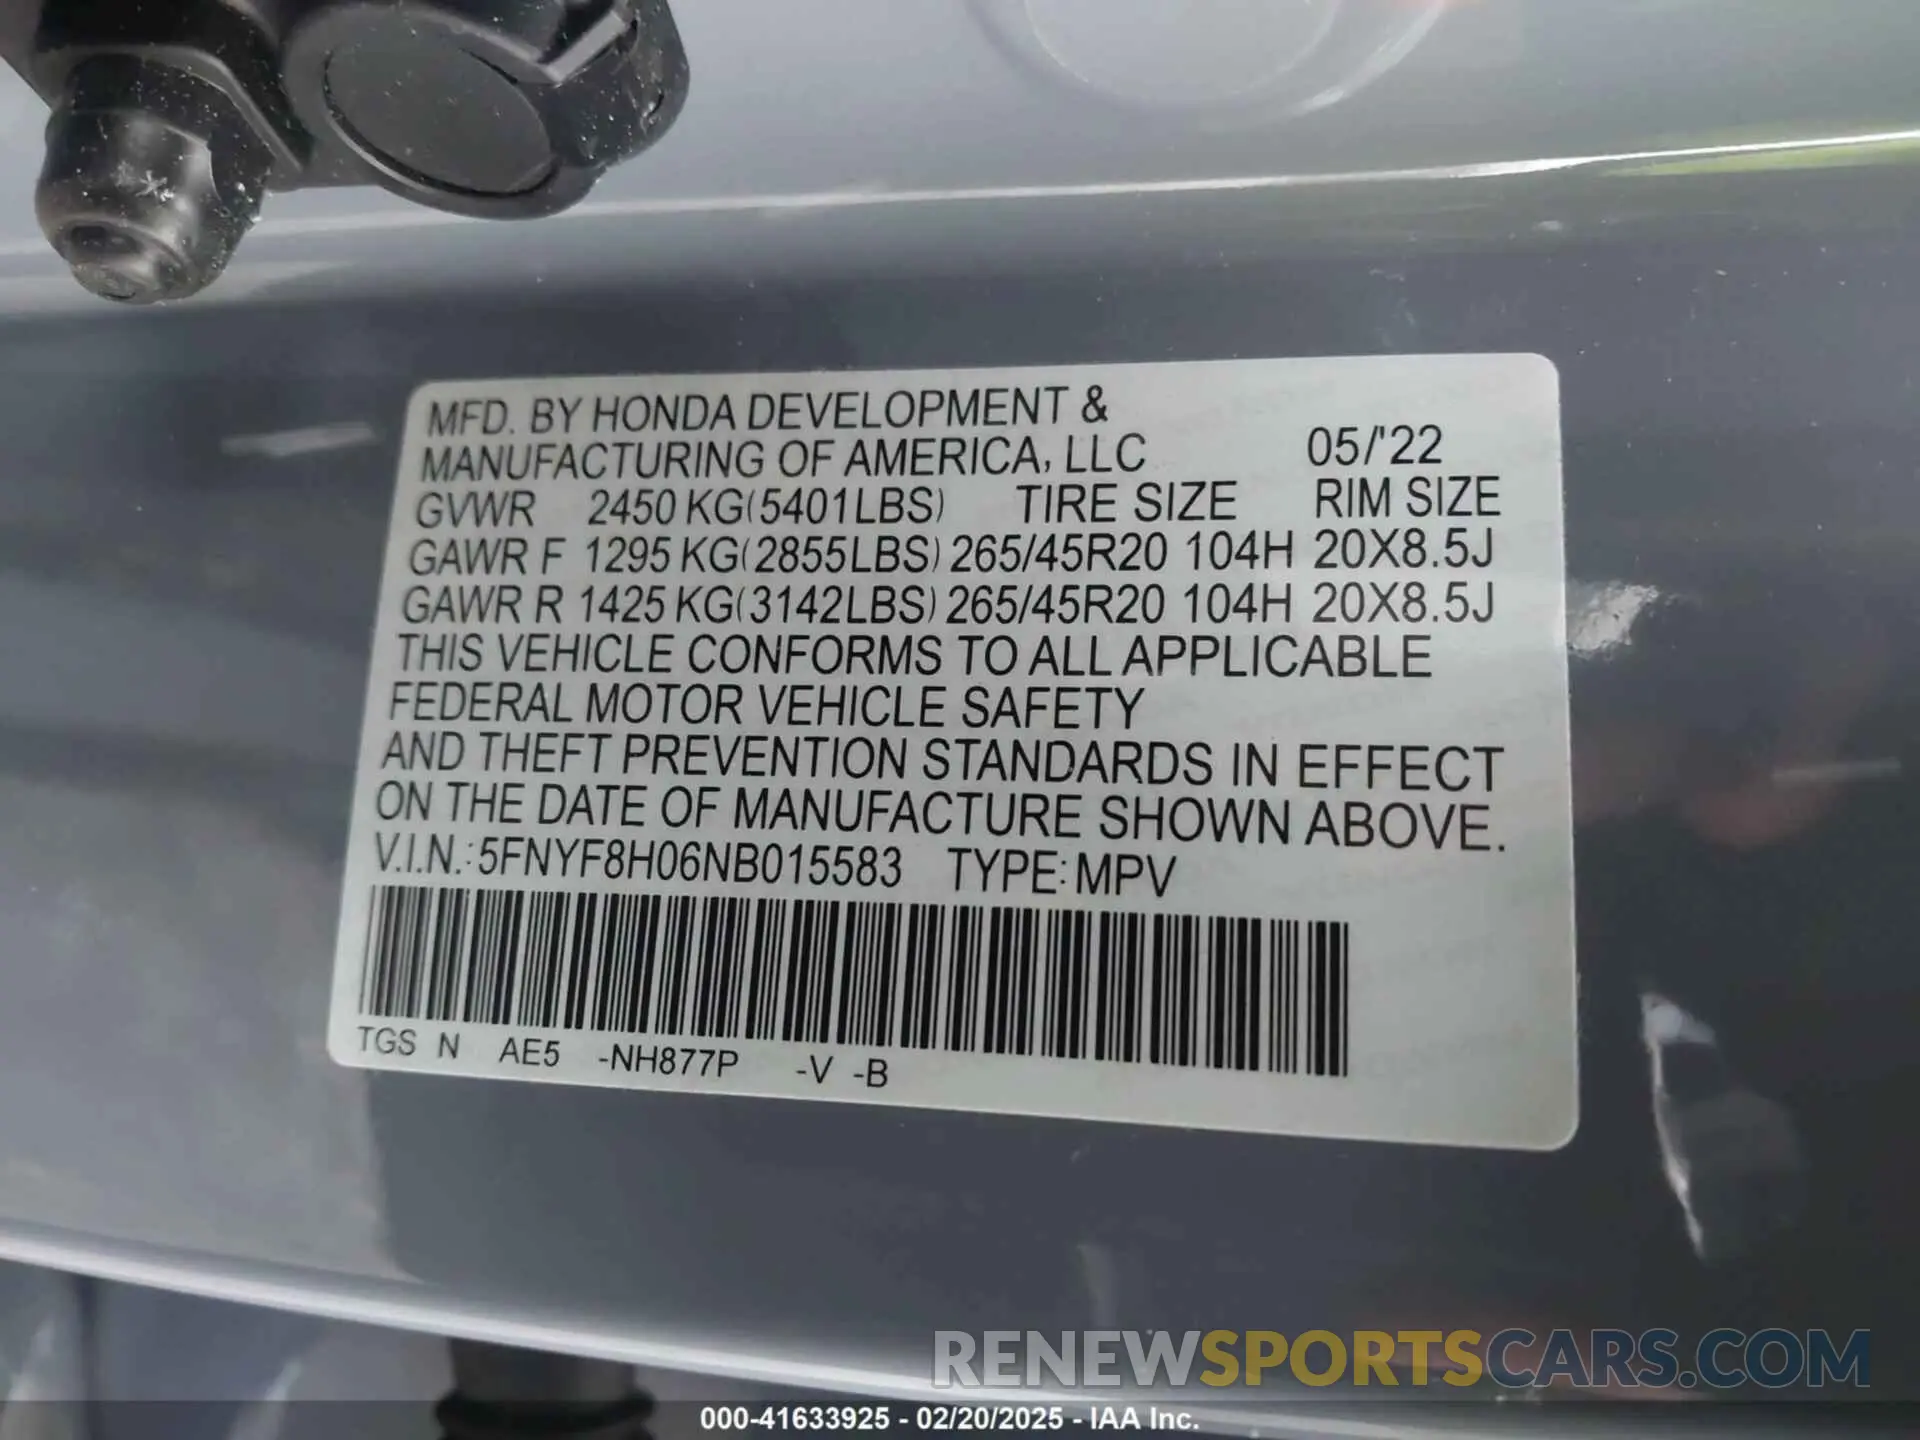 MFD. BY HONDA DEVELOPMENT &
MANUFACTURING OF AMERICA, LLC 05/'22
GVWR 2450 KG(5401LBS) TIRE SIZE RIM SIZE
GAWR F 1295 KG(2855LBS) 265/45R20 104H 20X8.5J
GAWR R 1425 KG(3142LBS) 265/45R20 104H 20X8.5J
THIS VEHICLE CONFORMS TO ALL APPLICABLE
FEDERAL MOTOR VEHICLE SAFETY
AND THEFT PREVENTION STANDARDS IN EFFECT
ON THE DATE OF MANUFACTURE SHOWN ABOVE.
V.I.N.: 5FNYF8H06NB015583 TYPE: MPV
TGS N AE5 -NH877P -V -B
RENEWSPORTSCARS.COM
000-41633925 - 02/20/2025 - IAA Inc.